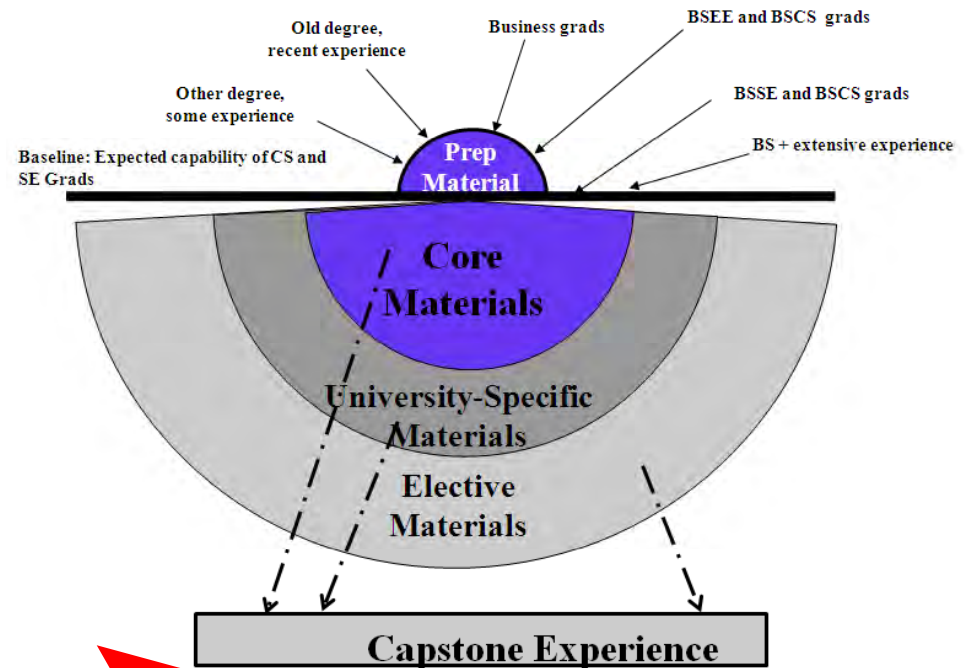 Old degree,
recent experience
Business grads
BSEE and BSCS grads
Other degree,
some experience
BSSE and BSCS grads
BS + extensive experience
Baseline: Expected capability of CS and
SE Grads
Prep
Material
Core
Materials
University-Specific
Materials
Elective
Materials
Capstone Experience